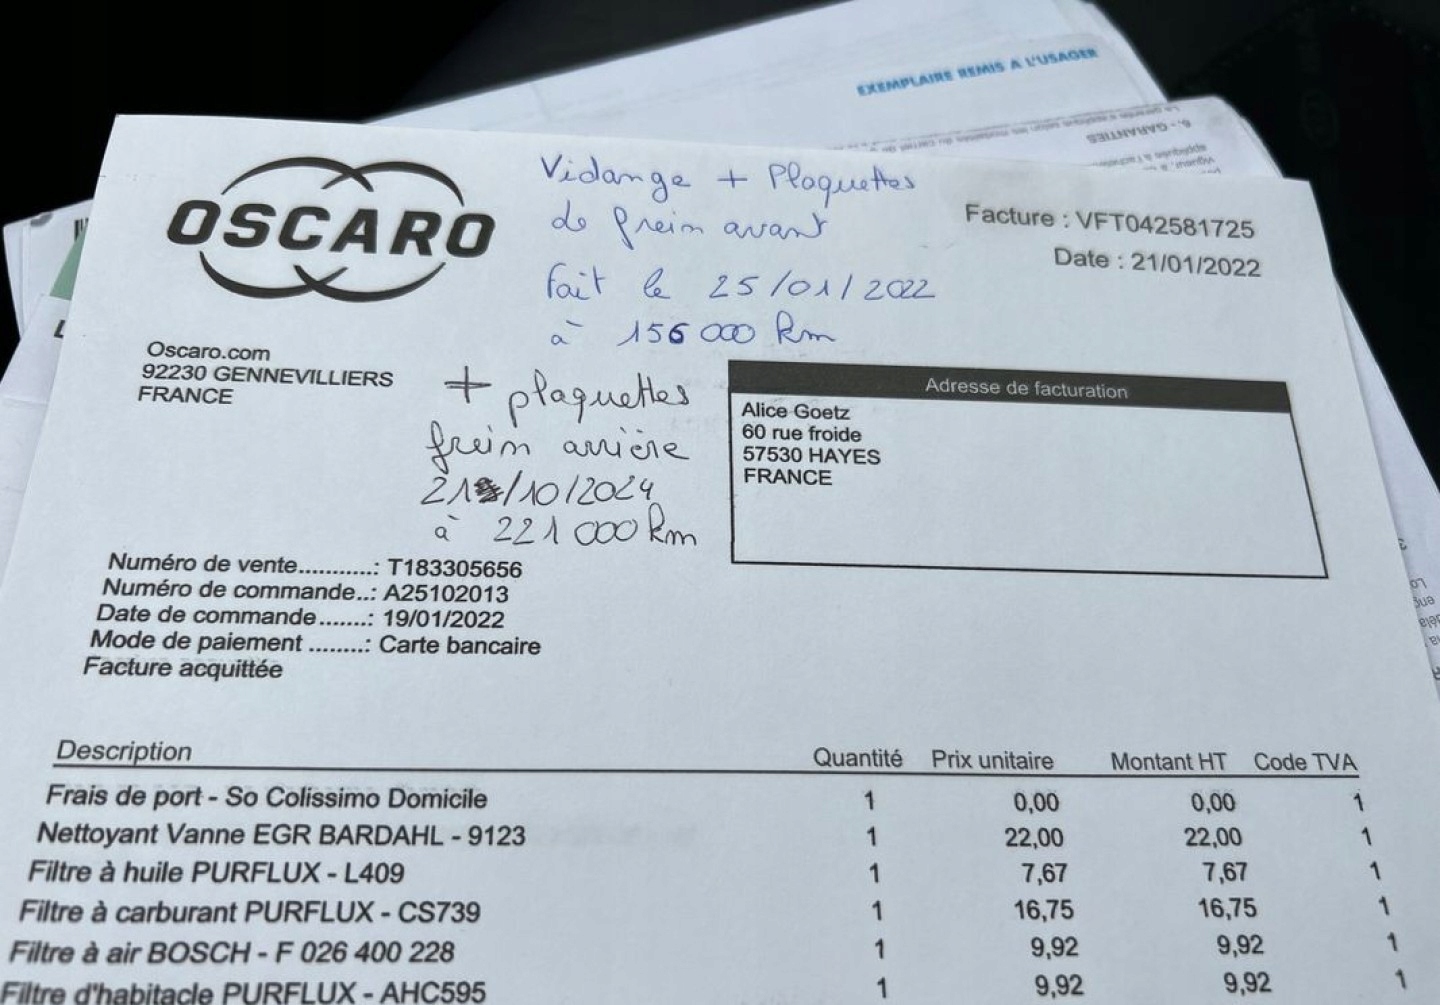 EXEMPLAIRE REMIS A L'USAGER
6.- GARANTIES
OSCARO
Vidange + Plaquettes
de frein avant
fait le 25/01/2022
à 156 000 km
Facture : VFT042581725
Date : 21/01/2022
Oscaro.com
92230 GENNEVILLIERS
FRANCE
+ plaquettes
frein arrière
21/10/2024
à 221 000 km
Adresse de facturation
Alice Goetz
60 rue froide
57530 HAYES
FRANCE
Numéro de vente...........: T183305656
Numéro de commande..: A25102013
Date de commande.......: 19/01/2022
Mode de paiement ........: Carte bancaire
Facture acquittée
Description Quantité Prix unitaire Montant HT Code TVA
Frais de port - So Colissimo Domicile 1 0,00 0,00 1
Nettoyant Vanne EGR BARDAHL - 9123 1 22,00 22,00 1
Filtre à huile PURFLUX - L409 1 7,67 7,67 1
Filtre à carburant PURFLUX - CS739 1 16,75 16,75 1
Filtre à air BOSCH - F 026 400 228 1 9,92 9,92 1
Filtre d'habitacle PURFLUX - AHC595 1 9,92 9,92 1